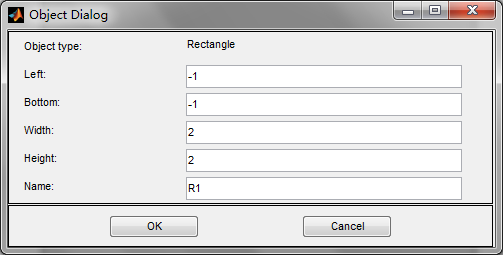 Object Dialog
Object type: Rectangle
Left: -1
Bottom: -1
Width: 2
Height: 2
Name: R1
OK Cancel